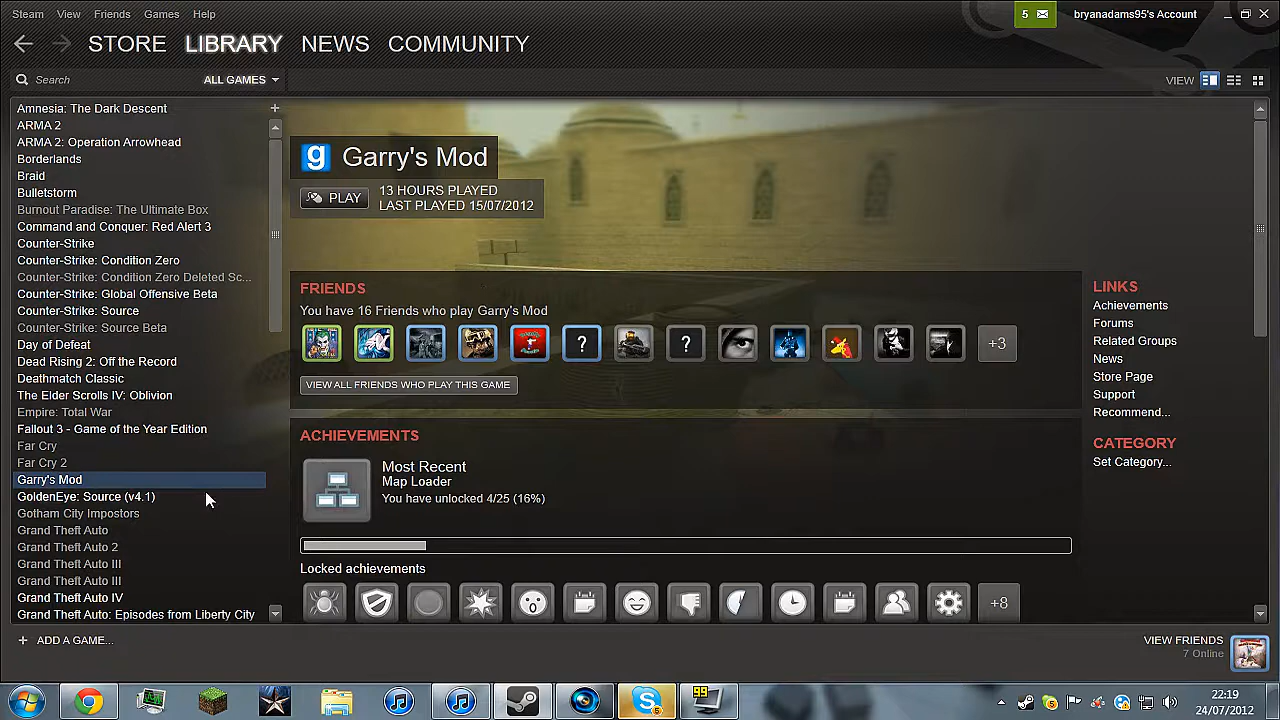 Steam View Friends Games Help
5
bryanadams95's Account
STORE LIBRARY NEWS COMMUNITY
Search
ALL GAMES
VIEW
Amnesia: The Dark Descent
ARMA 2
ARMA 2: Operation Arrowhead
Borderlands
Braid
Bulletstorm
Burnout Paradise: The Ultimate Box
Command and Conquer: Red Alert 3
Counter-Strike
Counter-Strike: Condition Zero
Counter-Strike: Condition Zero Deleted Sc...
Counter-Strike: Global Offensive Beta
Counter-Strike: Source
Counter-Strike: Source Beta
Day of Defeat
Dead Rising 2: Off the Record
Deathmatch Classic
The Elder Scrolls IV: Oblivion
Empire: Total War
Fallout 3 - Game of the Year Edition
Far Cry
Far Cry 2
Garry's Mod
GoldenEye: Source (v4.1)
Gotham City Impostors
Grand Theft Auto
Grand Theft Auto 2
Grand Theft Auto III
Grand Theft Auto III
Grand Theft Auto IV
Grand Theft Auto: Episodes from Liberty City
+ ADD A GAME...
g Garry's Mod
PLAY
13 HOURS PLAYED
LAST PLAYED 15/07/2012
FRIENDS
You have 16 Friends who play Garry's Mod
? ? +3
VIEW ALL FRIENDS WHO PLAY THIS GAME
ACHIEVEMENTS
Most Recent
Map Loader
You have unlocked 4/25 (16%)
Locked achievements
+8
LINKS
Achievements
Forums
Related Groups
News
Store Page
Support
Recommend...
CATEGORY
Set Category...
VIEW FRIENDS
7 Online
99
22:19
24/07/2012